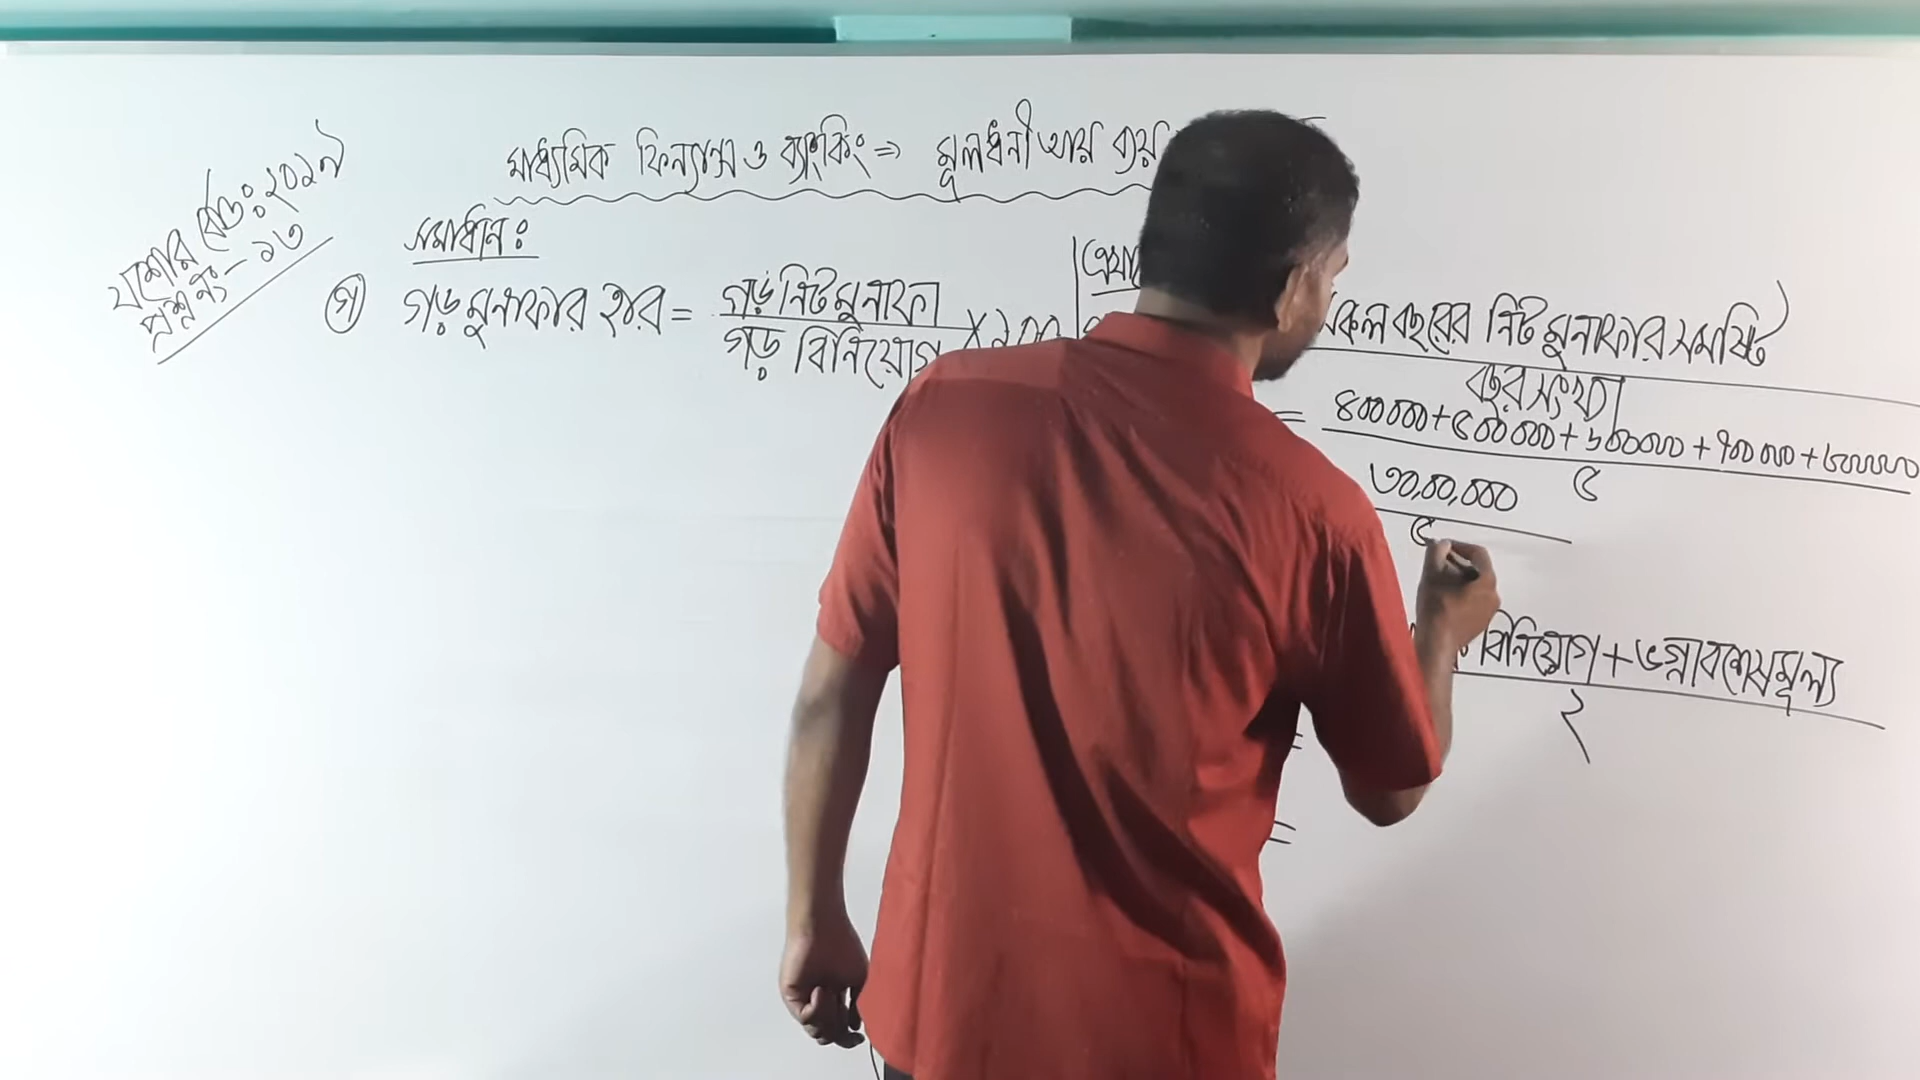 মাধ্যমিক ফিন্যান্স ও ব্যাংকিং ⇒ মূলধনী আয় ব্যয়
যশোর বোর্ড: ২০১৭
প্রশ্ন নং - ১৩
সমাধান:
গ) গড় মুনাফার হার = গড় নিট মুনাফা / গড় বিনিয়োগ × ১০০
সকল বছরের নিট মুনাফার সমষ্টি
বছর সংখ্যা
= ৪০০০০০ + ৫০০০০০ + ৬০০০০০ + ৭০০০০০ + ৮০০০০০
৫
৩০,০০,০০০
৫
বিনিয়োগ + ভগ্নাবশেষ মূল্য
২
=
=